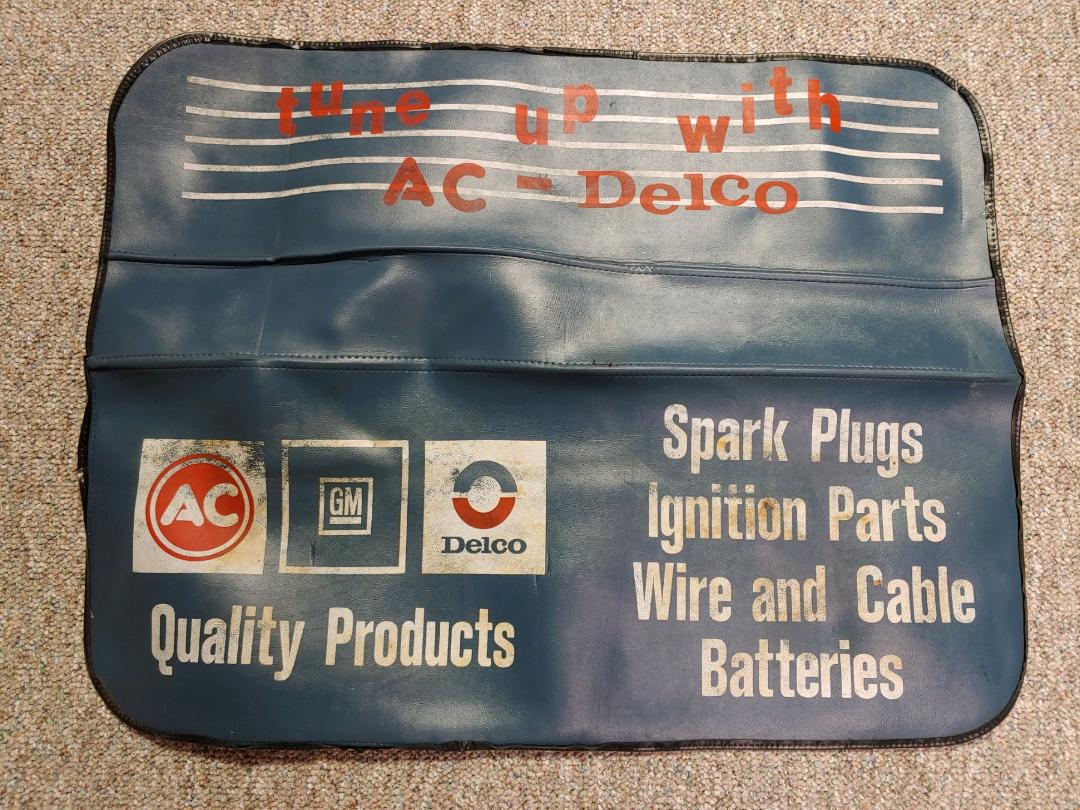 tune up with
AC - Delco
AC
GM
Delco
Quality Products
Spark Plugs
Ignition Parts
Wire and Cable
Batteries